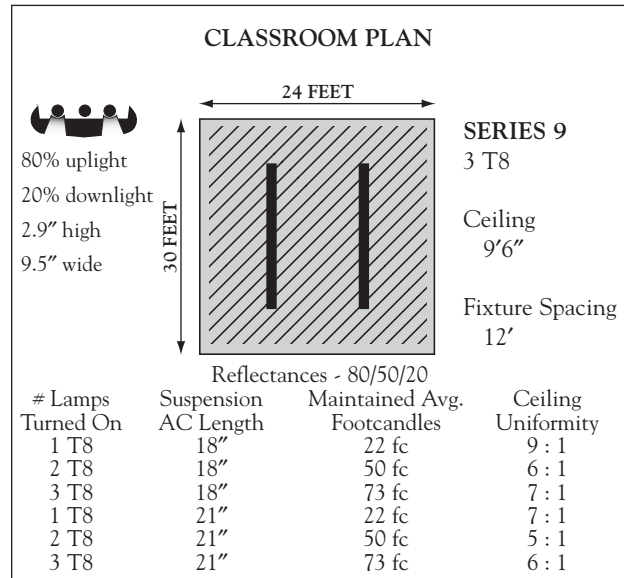 CLASSROOM PLAN
24 FEET
30 FEET
80% uplight
20% downlight
2.9″ high
9.5″ wide
SERIES 9
3 T8
Ceiling
9′6″
Fixture Spacing
12′
Reflectances - 80/50/20
# Lamps Suspension Maintained Avg. Ceiling
Turned On AC Length Footcandles Uniformity
1 T8 18″ 22 fc 9 : 1
2 T8 18″ 50 fc 6 : 1
3 T8 18″ 73 fc 7 : 1
1 T8 21″ 22 fc 7 : 1
2 T8 21″ 50 fc 5 : 1
3 T8 21″ 73 fc 6 : 1